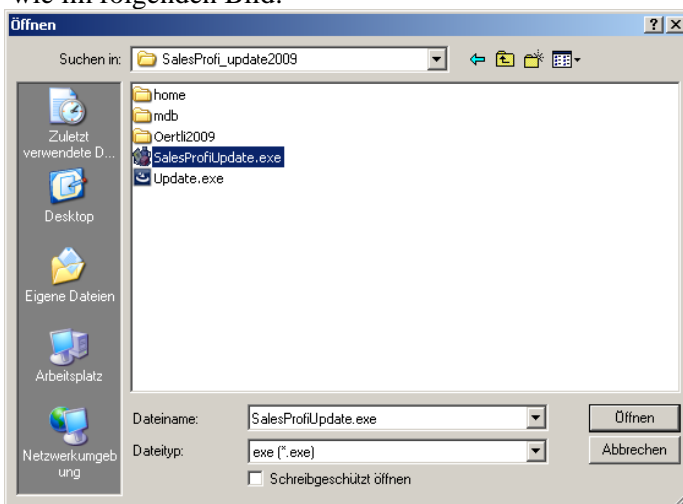 wie im folgenden Bild.
Öffnen
Suchen in:
SalesProfi_update2009
Zuletzt
verwendete D...
Desktop
Eigene Dateien
Arbeitsplatz
Netzwerkumgeb
ung
home
mdb
Oertli2009
SalesProfiUpdate.exe
Update.exe
Dateiname:
SalesProfiUpdate.exe
Öffnen
Dateityp:
exe (*.exe)
Abbrechen
Schreibgeschützt öffnen